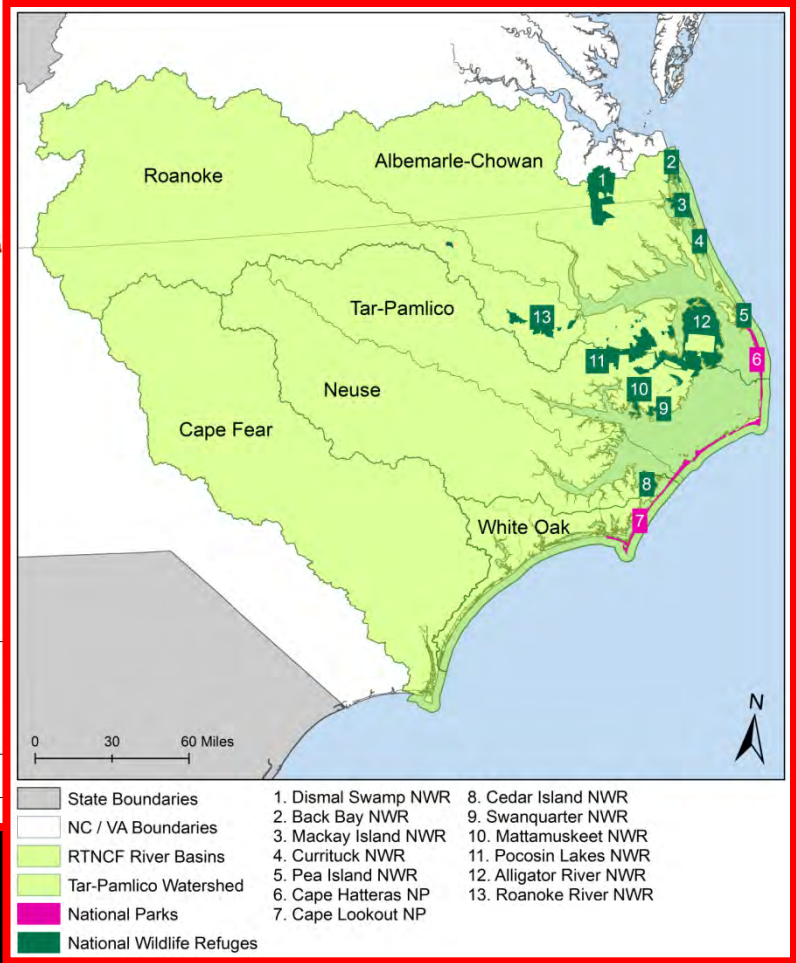 Roanoke
Albemarle-Chowan
1
2
3
4
Tar-Pamlico
13
12
5
11
6
Neuse
10
9
Cape Fear
8
White Oak
7
N
0 30 60 Miles
State Boundaries
NC / VA Boundaries
RTNCF River Basins
Tar-Pamlico Watershed
National Parks
National Wildlife Refuges
1. Dismal Swamp NWR
2. Back Bay NWR
3. Mackay Island NWR
4. Currituck NWR
5. Pea Island NWR
6. Cape Hatteras NP
7. Cape Lookout NP
8. Cedar Island NWR
9. Swanquarter NWR
10. Mattamuskeet NWR
11. Pocosin Lakes NWR
12. Alligator River NWR
13. Roanoke River NWR